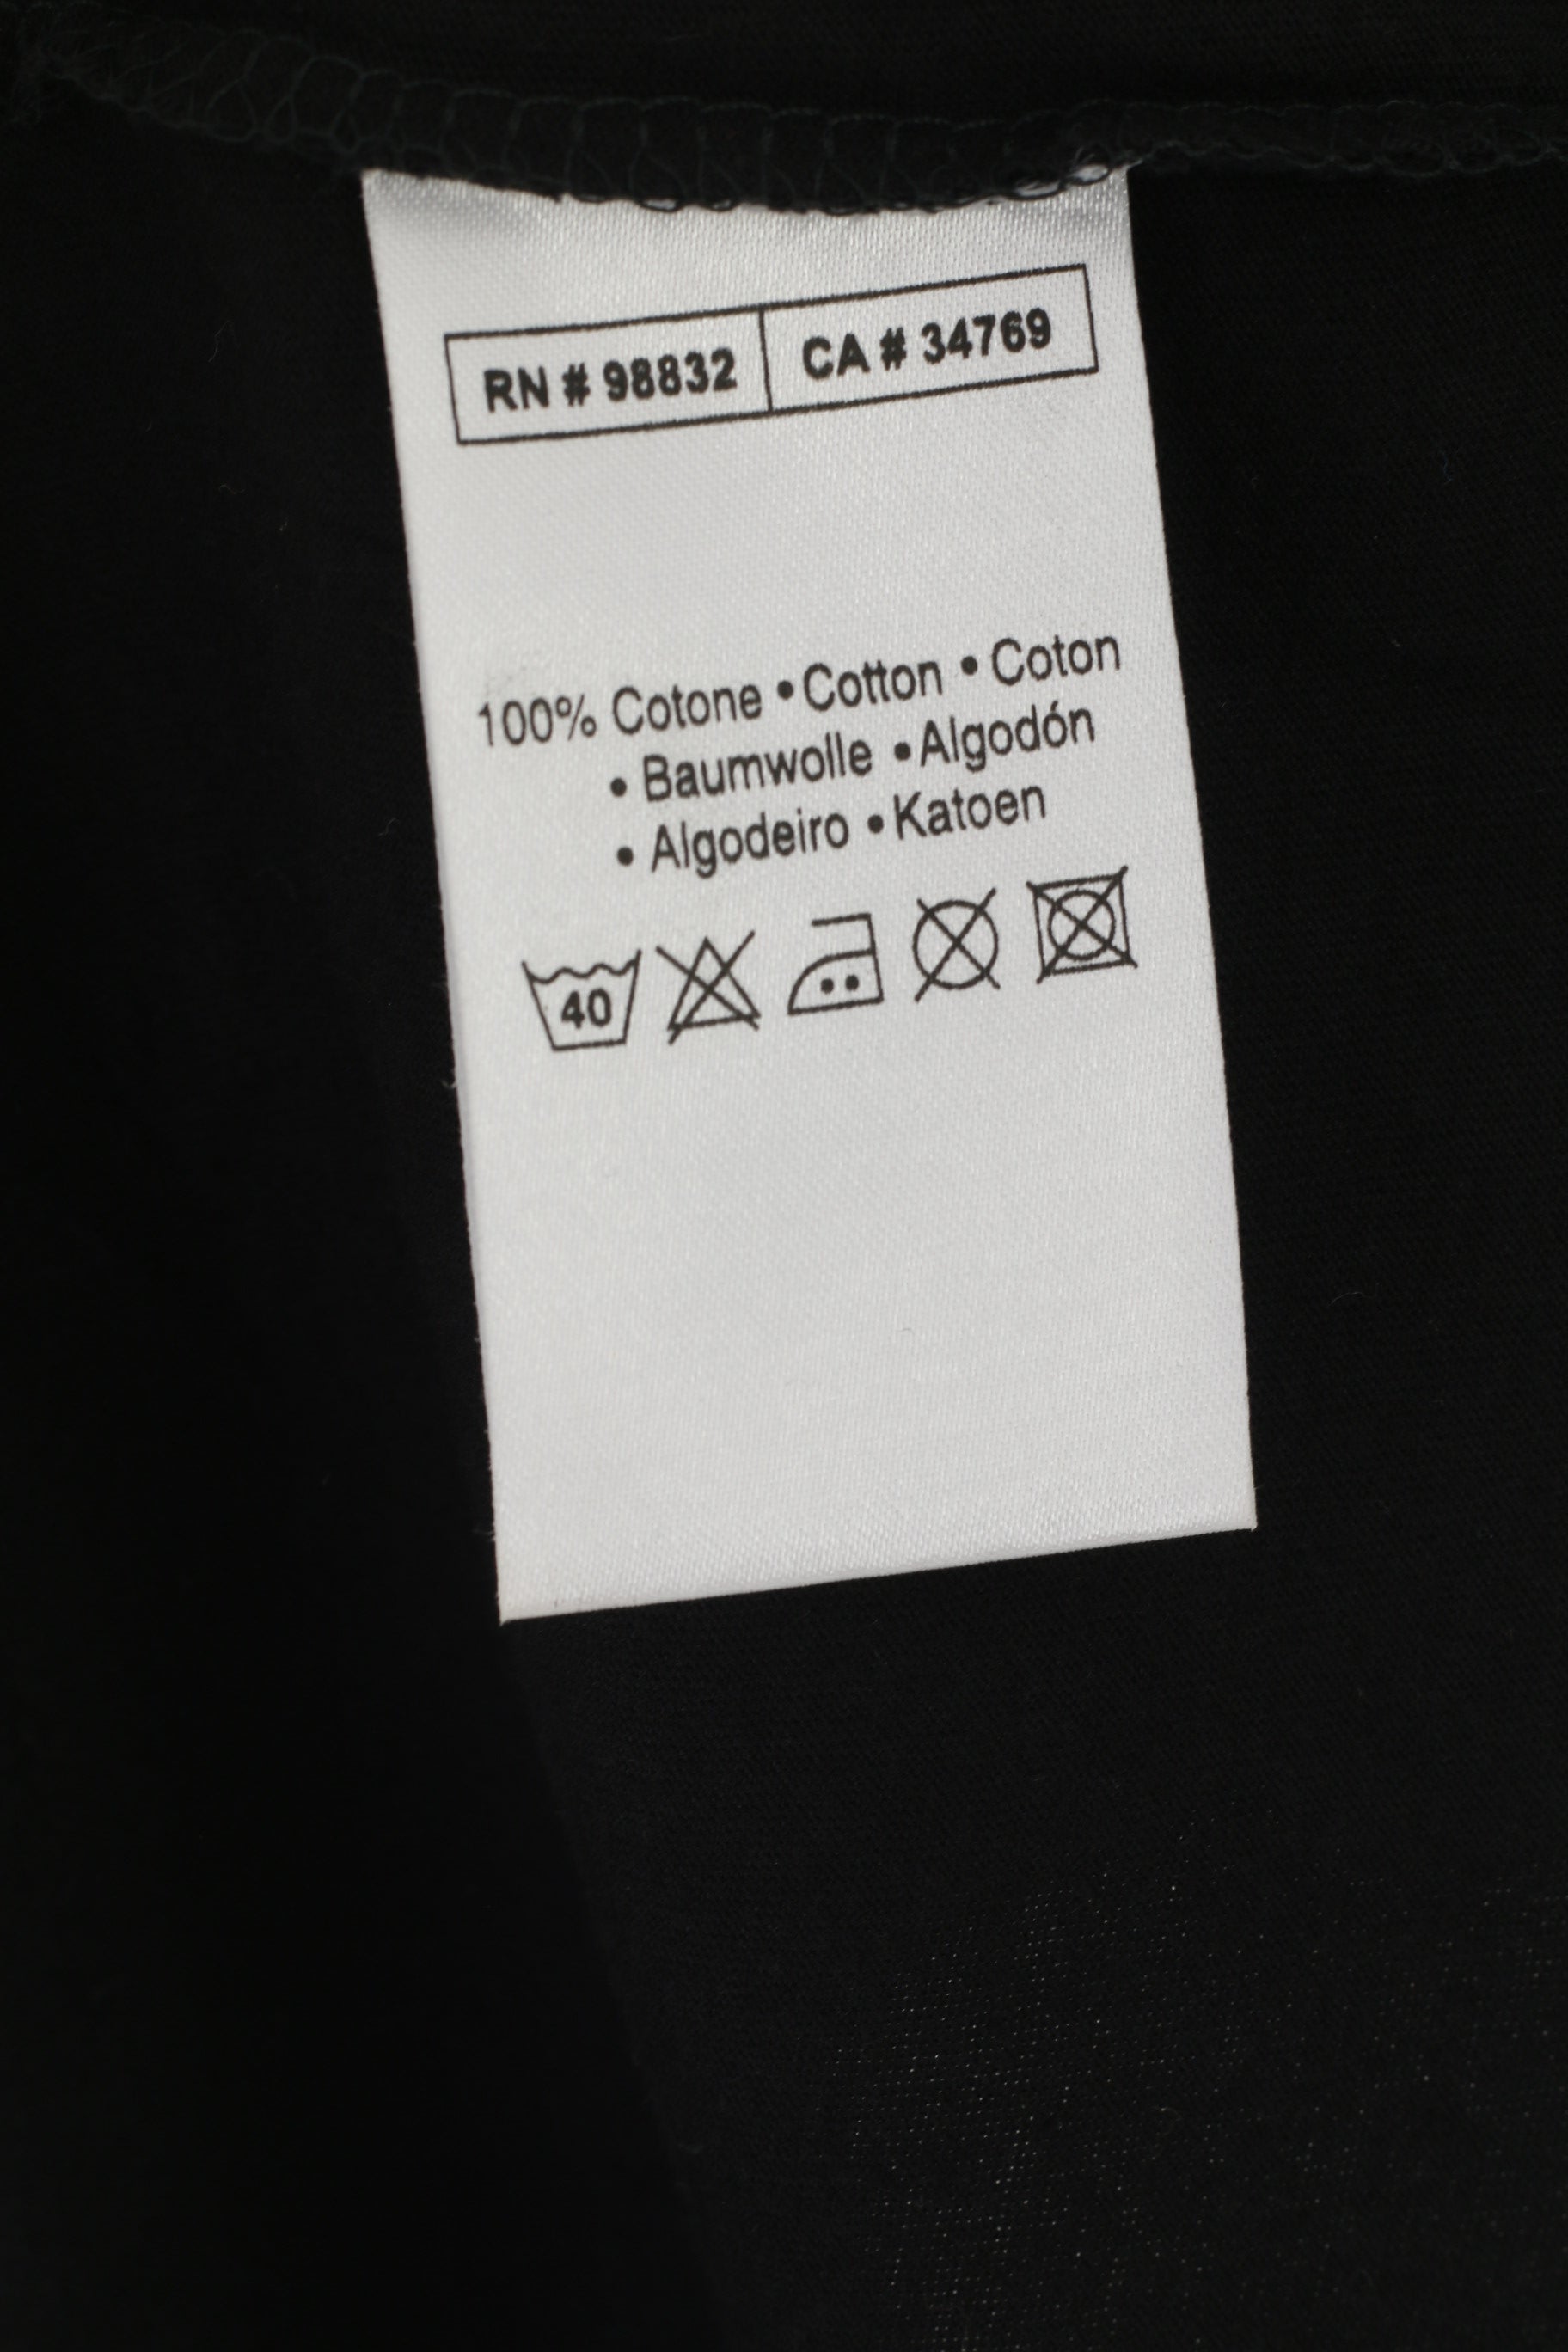 RN # 98832 CA # 34769
100% Cotone • Cotton • Coton
• Baumwolle • Algodón
• Algodeiro • Katoen
40